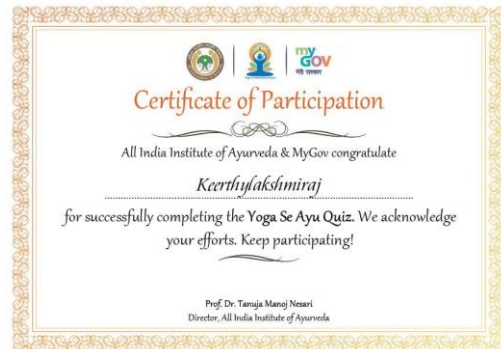 my
GOV
मेरी सरकार
Certificate of Participation
All India Institute of Ayurveda & MyGov congratulate
Keerthylakshmiraj
for successfully completing the Yoga Se Ayu Quiz. We acknowledge
your efforts. Keep participating!
Prof. Dr. Tanuja Manoj Nesari
Director, All India Institute of Ayurveda